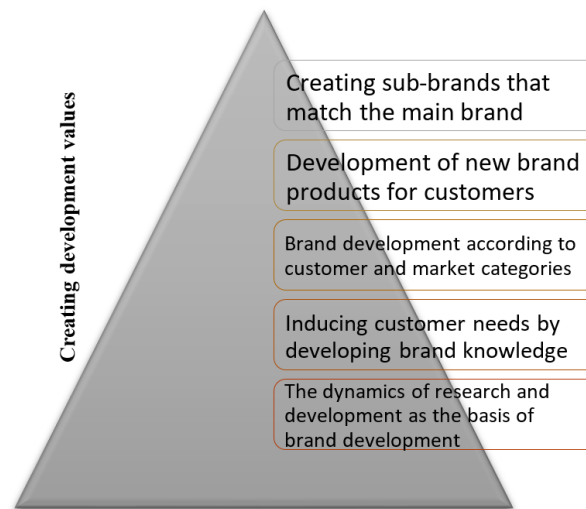 Creating development values
Creating sub-brands that
match the main brand
Development of new brand
products for customers
Brand development according to
customer and market categories
Inducing customer needs by
developing brand knowledge
The dynamics of research and
development as the basis of
brand development